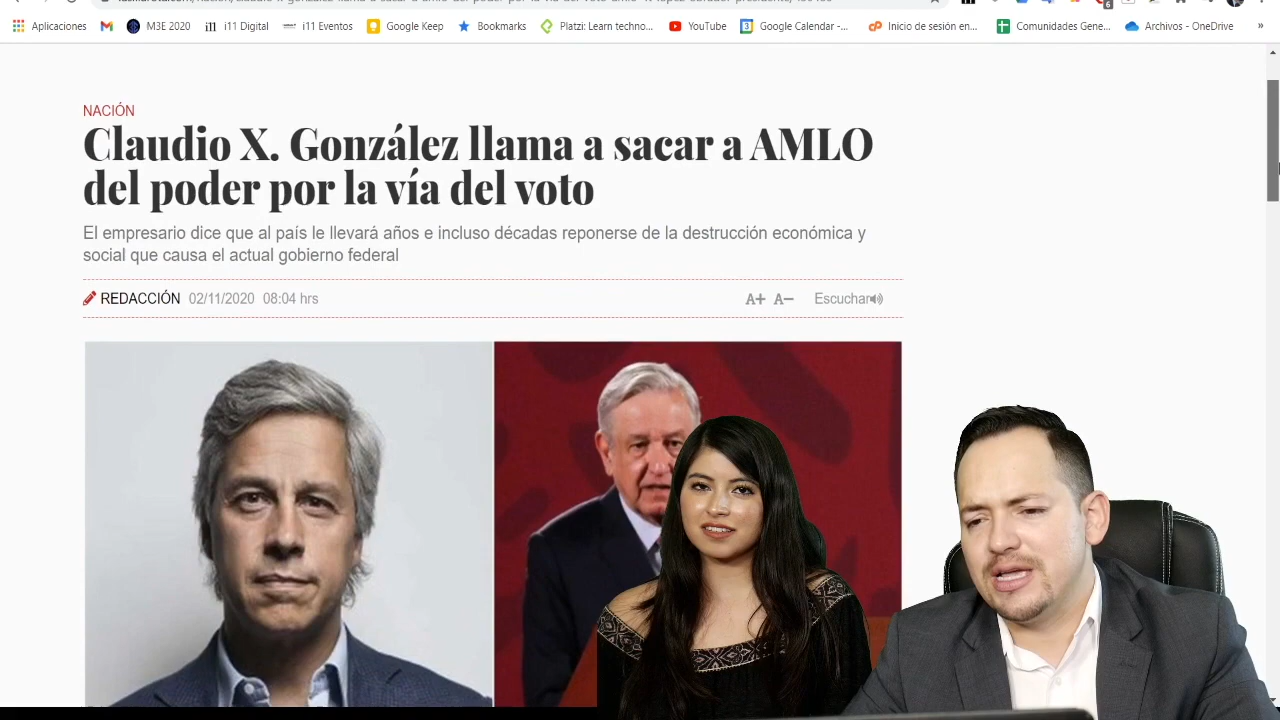 Aplicaciones M3E 2020 i11 Digital i11 Eventos Google Keep Bookmarks Platzi: Learn techno... YouTube Google Calendar -... Inicio de sesión en... Comunidades Gene... Archivos - OneDrive »
NACIÓN
Claudio X. González llama a sacar a AMLO
del poder por la vía del voto
El empresario dice que al país le llevará años e incluso décadas reponerse de la destrucción económica y
social que causa el actual gobierno federal
REDACCIÓN 02/11/2020 08:04 hrs A+ A− Escuchar